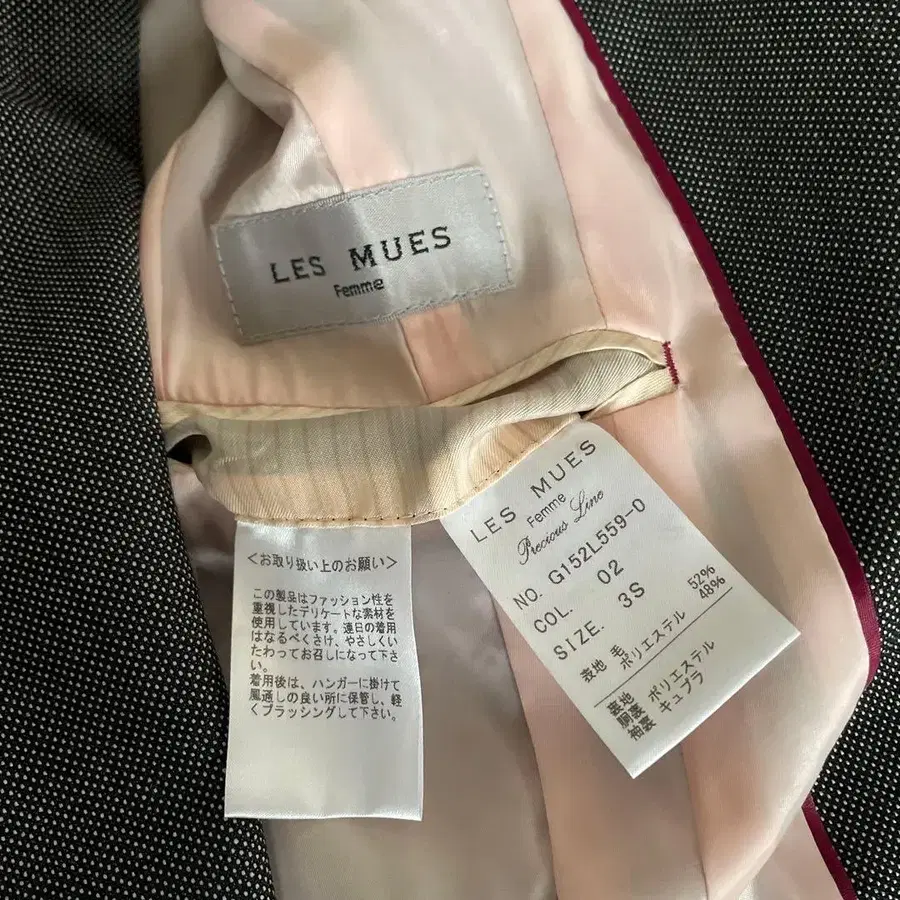 LES MUES
Femme
LES MUES
Femme
Precious Line
NO. G152L559-0
COL. 02
SIZE. 3S
表地 毛 52%
ポリエステル 48%
裏地
胴裏 ポリエステル
袖裏 キュプラ
<お取り扱い上のお願い>
この製品はファッション性を
重視したデリケートな素材を
使用しています。連日の着用
はなるべくさけ、やさしく
いたわってお召しになって下さ
い。
着用後は、ハンガーに掛けて
風通しの良い所に保管し、軽
くブラッシングして下さい。